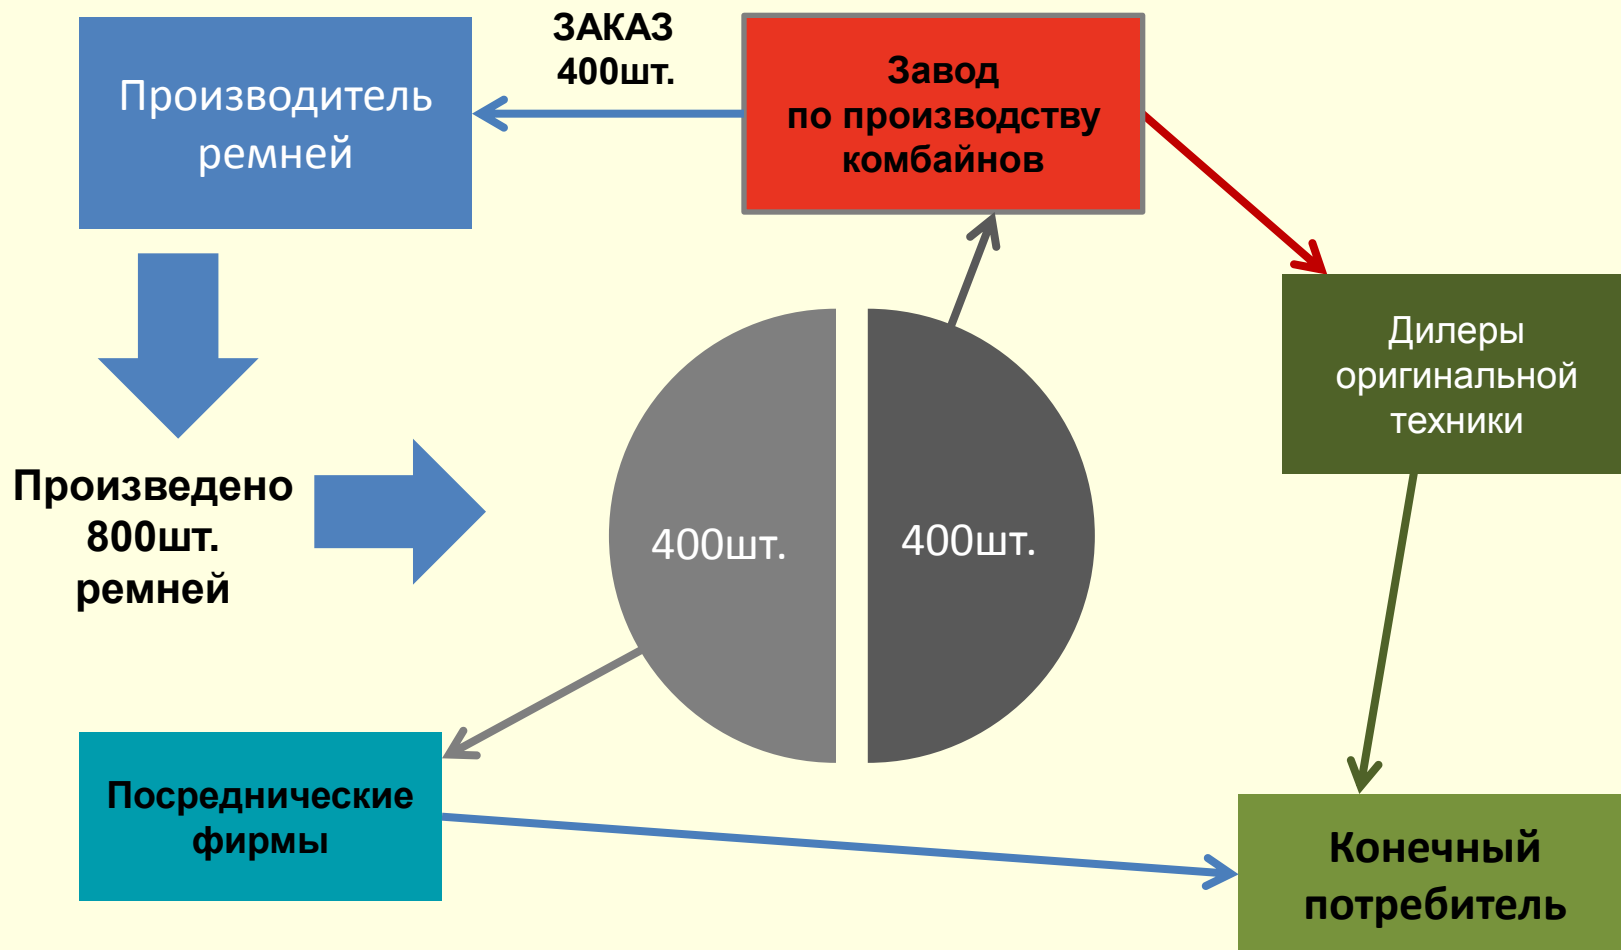 Производитель
ремней
ЗАКАЗ
400шт.
Завод
по производству
комбайнов
Дилеры
оригинальной
техники
Произведено
800шт.
ремней
400шт.
400шт.
Посреднические
фирмы
Конечный
потребитель